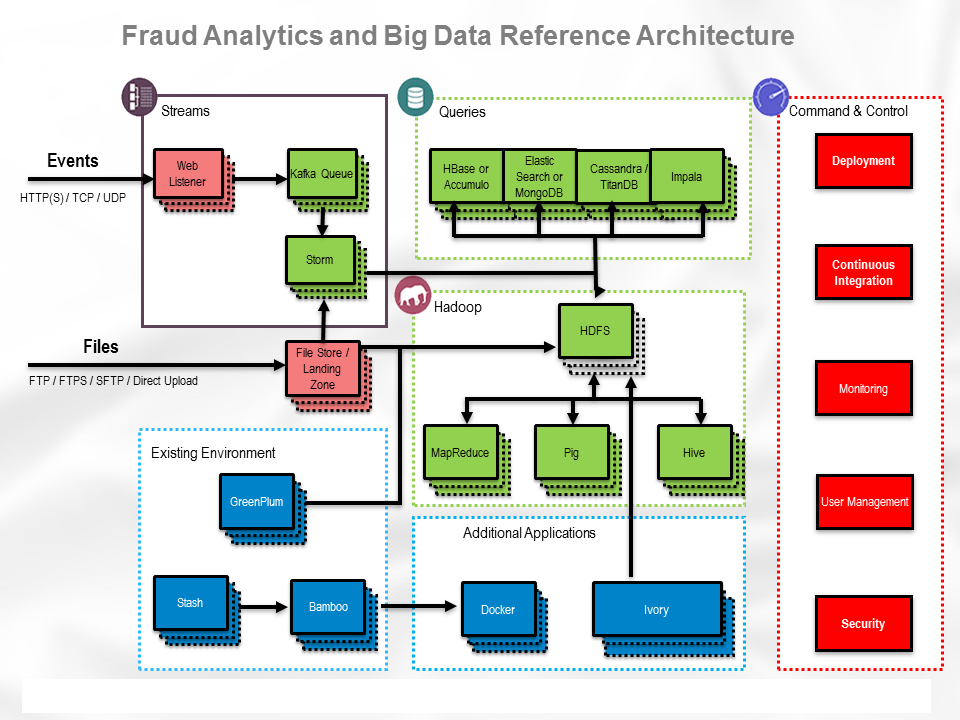 Fraud Analytics and Big Data Reference Architecture
Streams
Queries
Command & Control
Events
HTTP(S) / TCP / UDP
Web
Listener
Kafka Queue
Storm
HBase or
Accumulo
Elastic
Search or
MongoDB
Cassandra /
TitanDB
Impala
Deployment
Continuous
Integration
Hadoop
HDFS
Files
FTP / FTPS / SFTP / Direct Upload
File Store /
Landing
Zone
Monitoring
MapReduce
Pig
Hive
Existing Environment
GreenPlum
User Management
Additional Applications
Stash
Bamboo
Docker
Ivory
Security